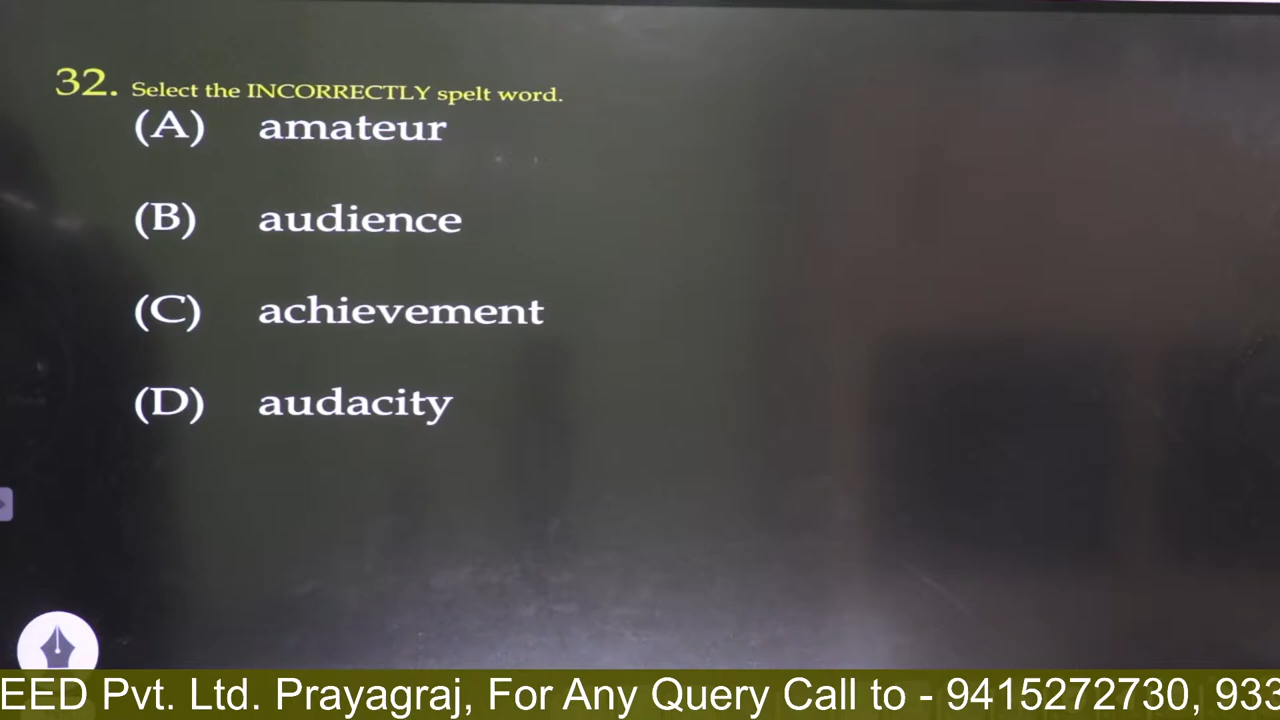 32. Select the INCORRECTLY spelt word.
(A) amateur
(B) audience
(C) achievement
(D) audacity
EED Pvt. Ltd. Prayagraj, For Any Query Call to - 9415272730, 933